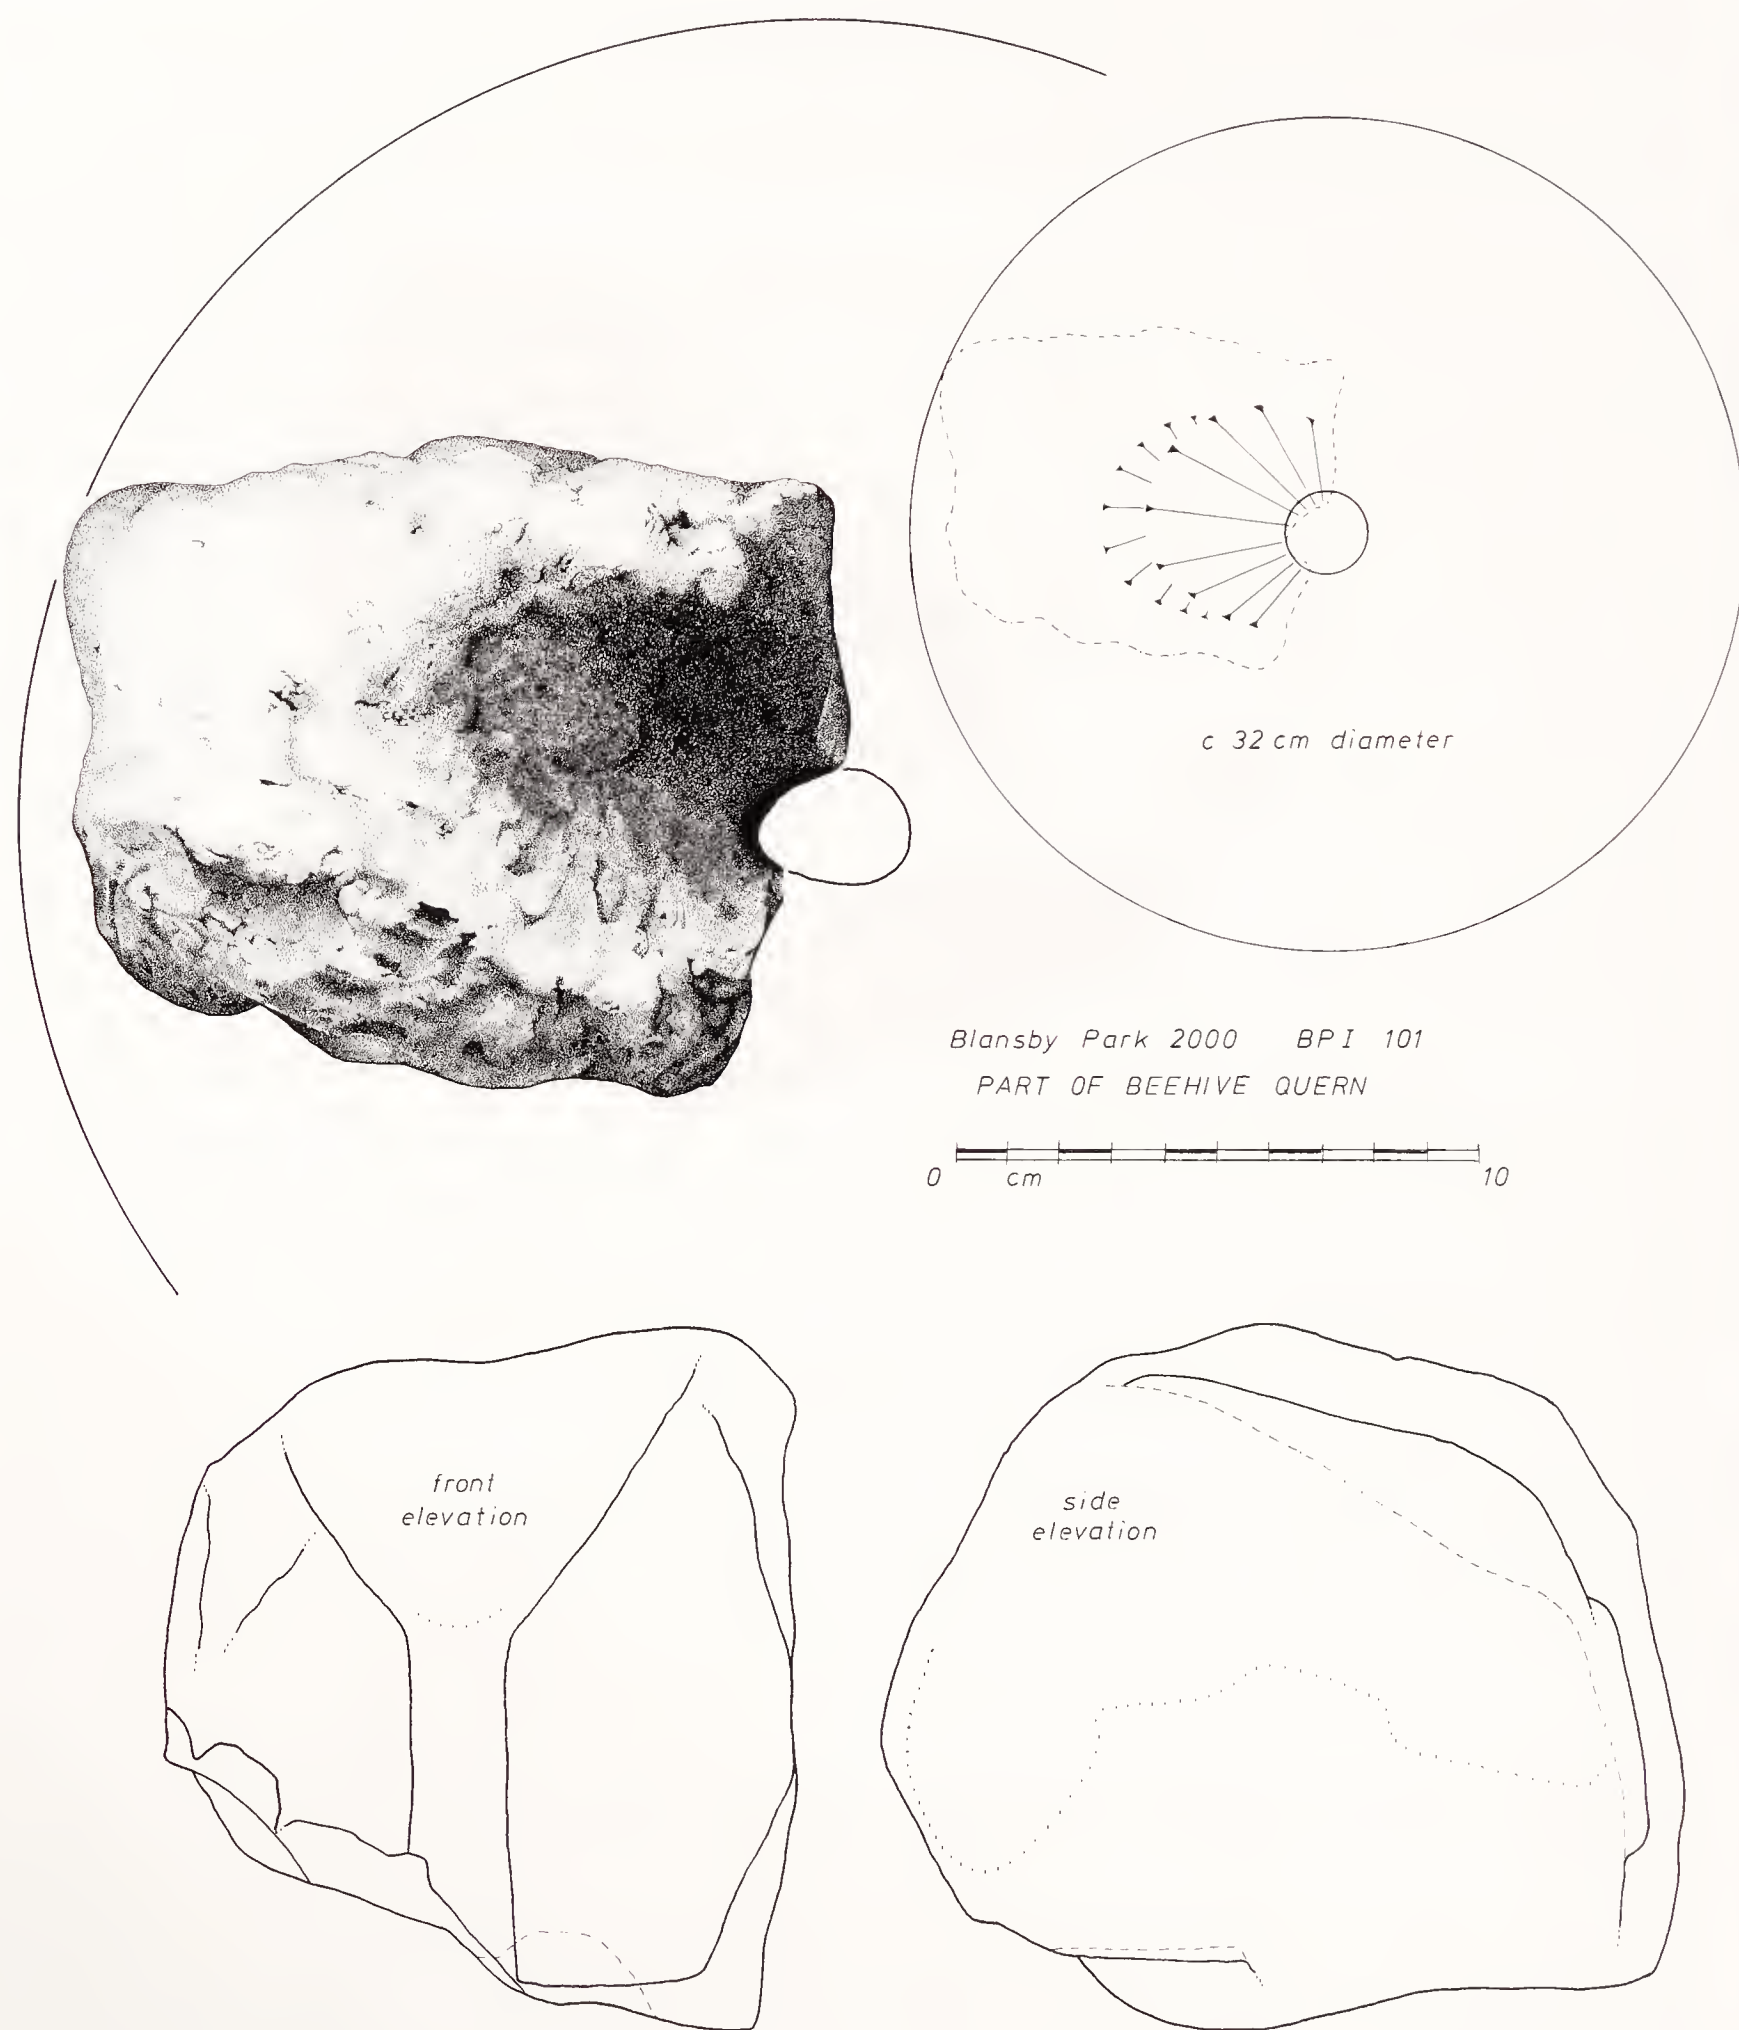 c 32 cm diameter
Blansby Park 2000 BPI 101
PART OF BEEHIVE QUERN
0 cm 10
front
elevation
side
elevation